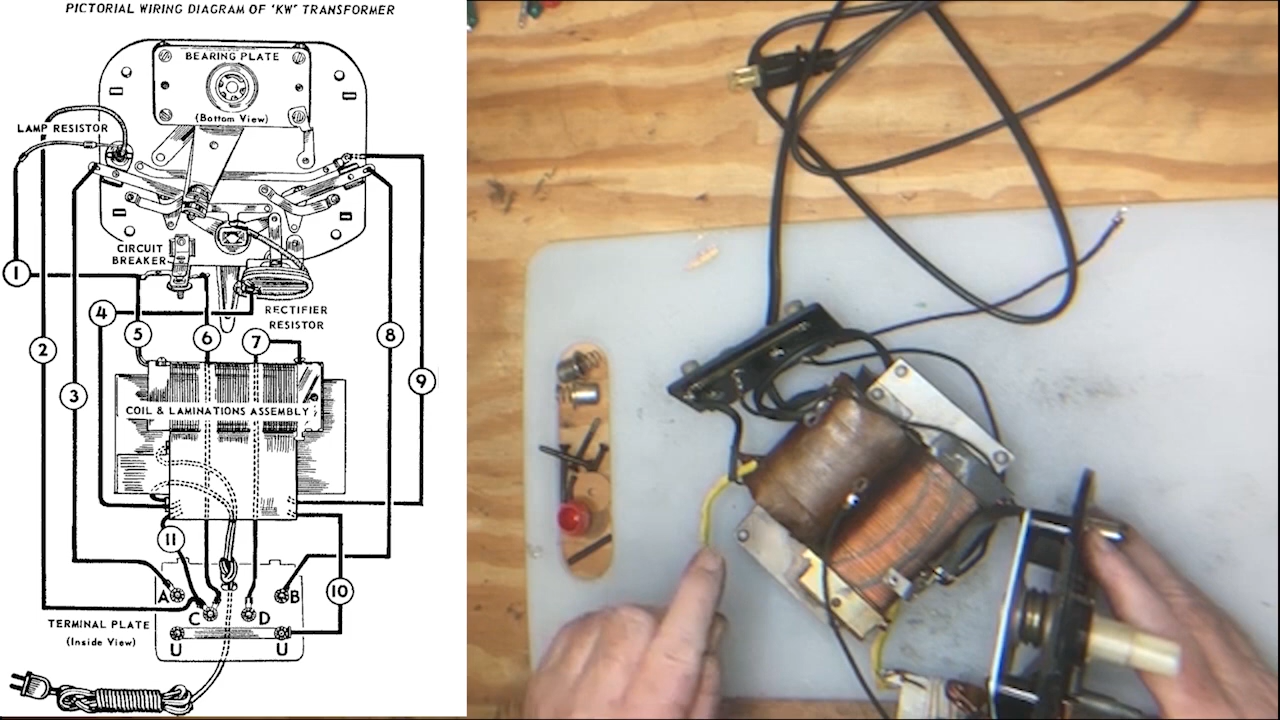 PICTORIAL WIRING DIAGRAM OF 'KW' TRANSFORMER
BEARING PLATE
(Bottom View)
LAMP RESISTOR
CIRCUIT
BREAKER
1
RECTIFIER
RESISTOR
4
5
6
7
8
2
3
9
COIL & LAMINATIONS ASSEMBLY
11
10
A
B
C
D
TERMINAL PLATE
(Inside View)
U
U